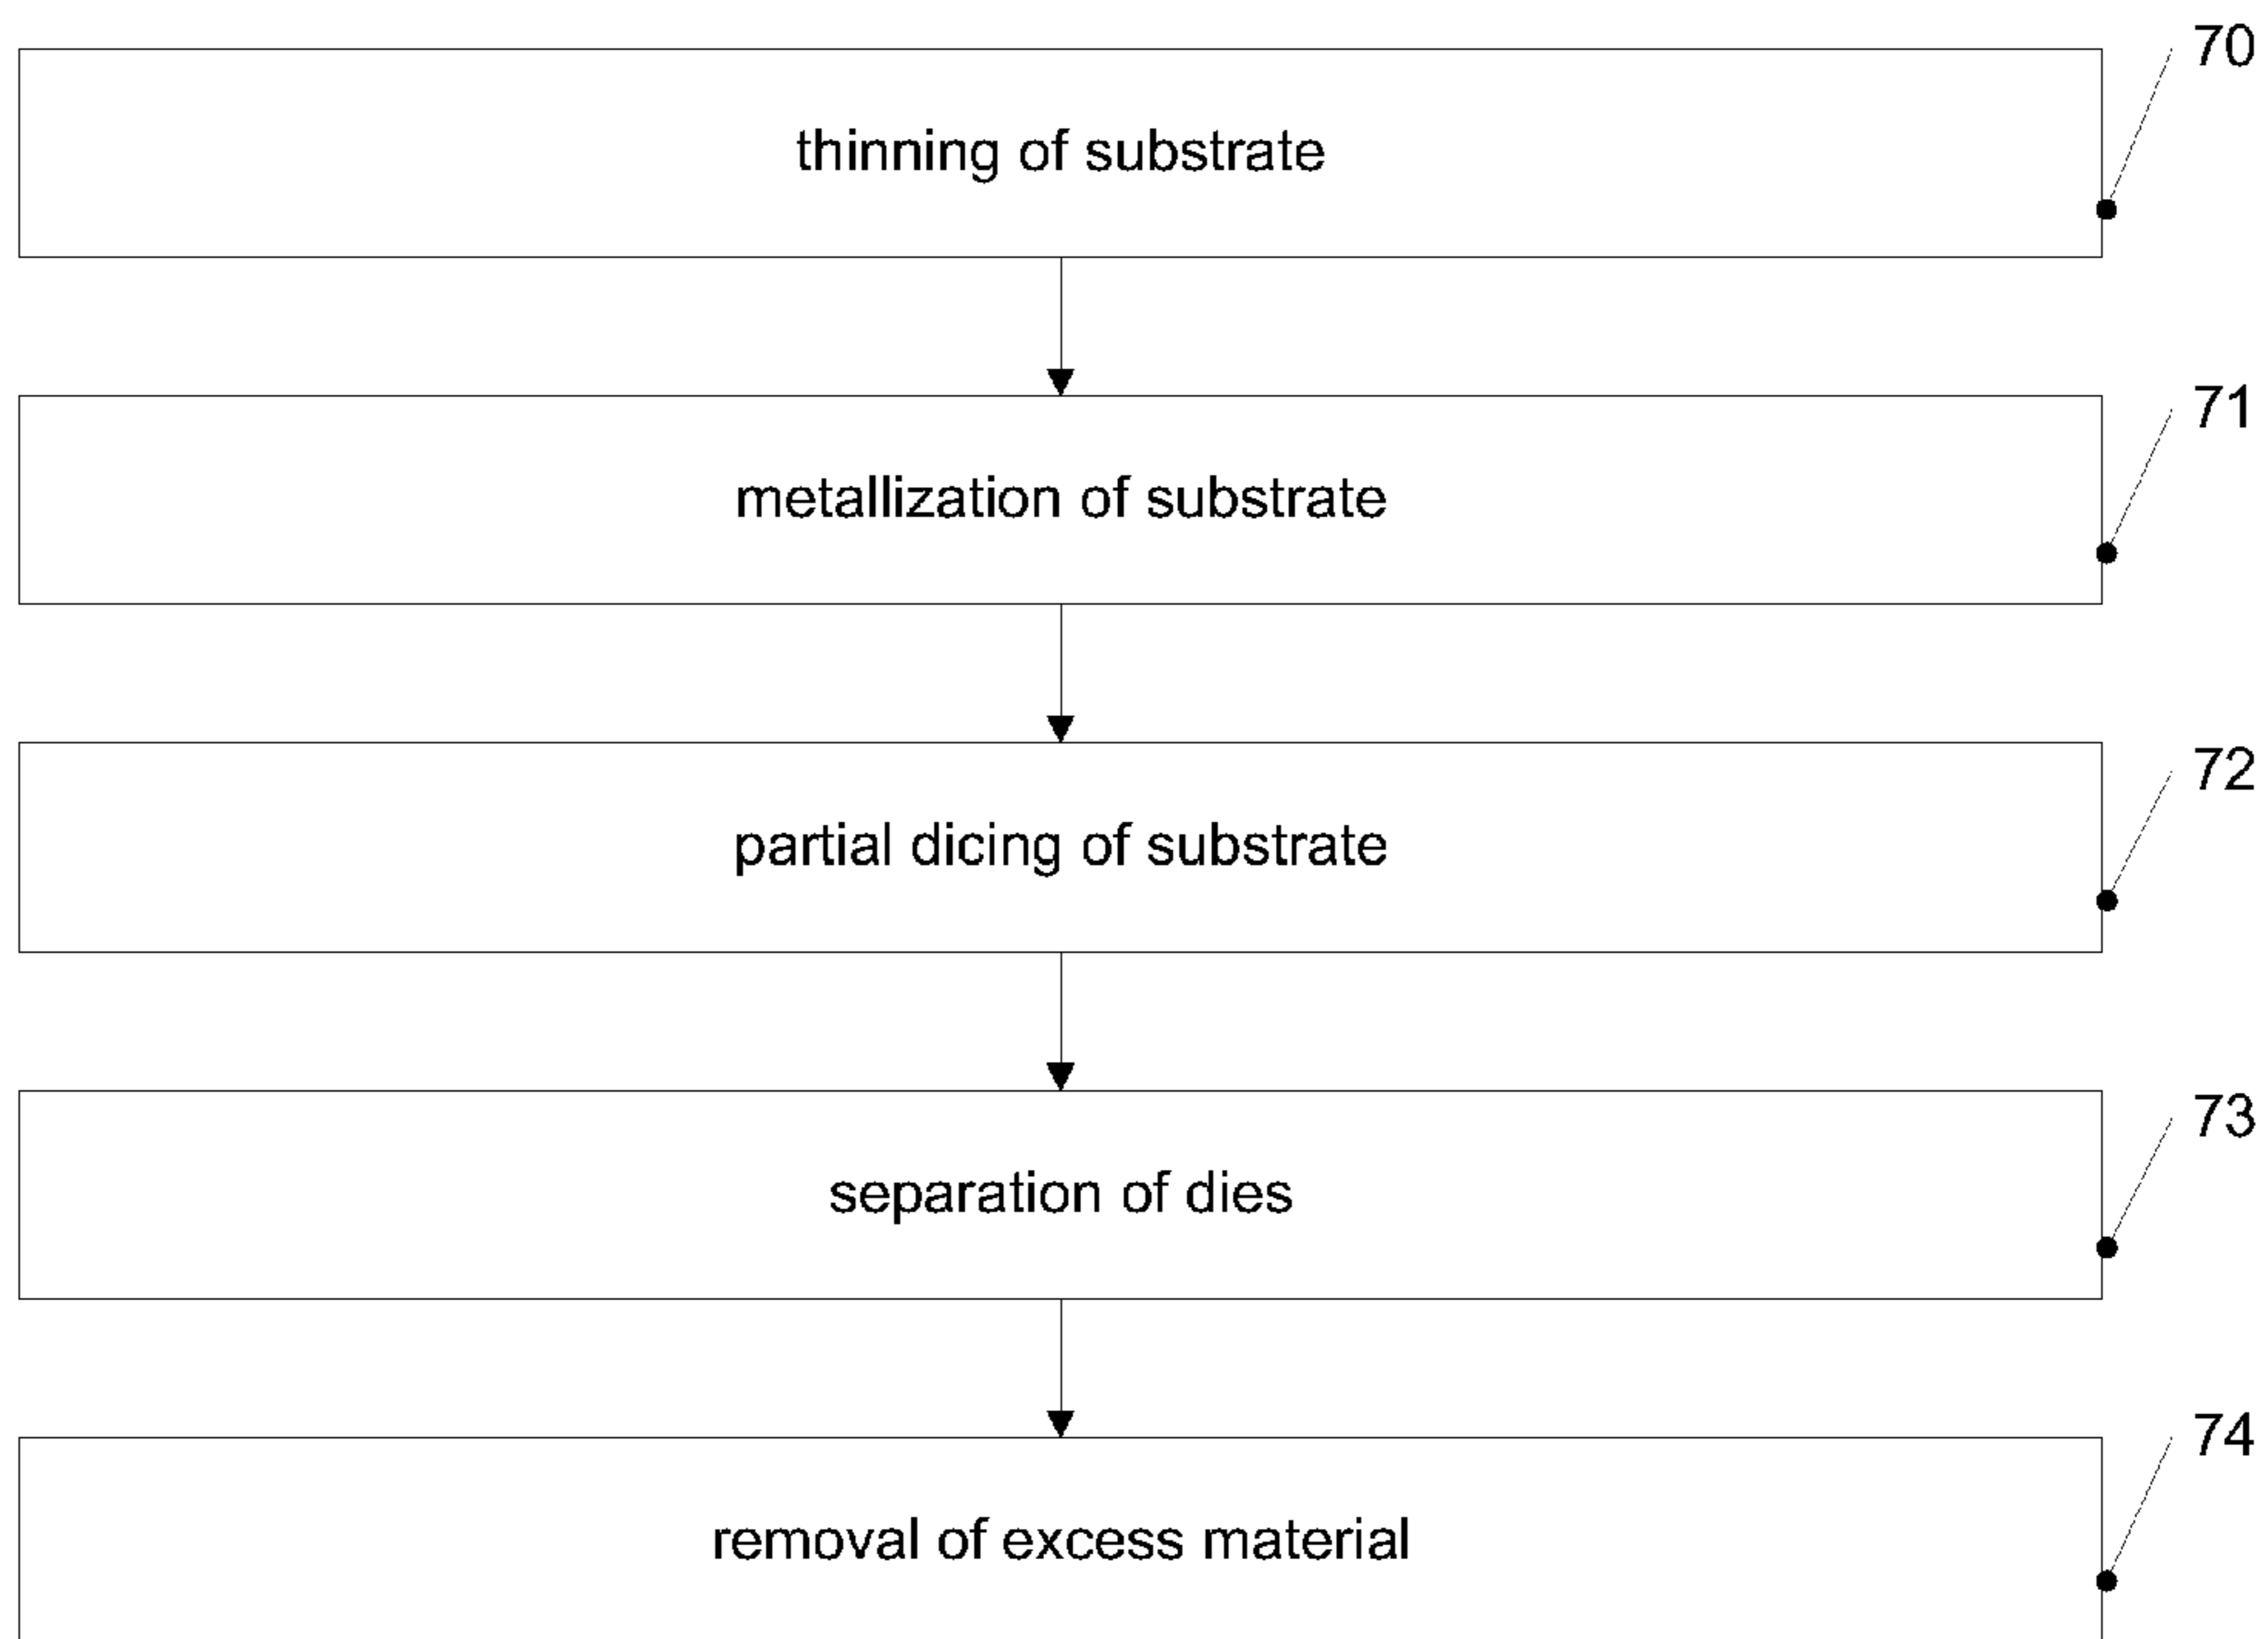 70
thinning of substrate
71
metallization of substrate
72
partial dicing of substrate
73
separation of dies
74
removal of excess material